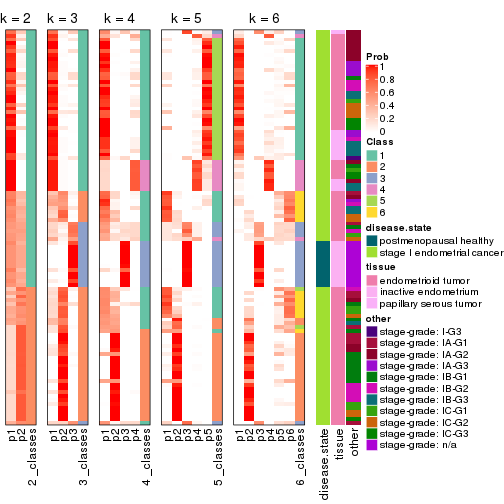 k = 2
k = 3
k = 4
k = 5
k = 6
p1
p2
2_classes
p1
p2
p3
3_classes
p1
p2
p3
p4
4_classes
p1
p2
p3
p4
p5
5_classes
p1
p2
p3
p4
p5
p6
6_classes
disease.state
tissue
other
Prob
1
0.8
0.6
0.4
0.2
0
Class
1
2
3
4
5
6
disease.state
postmenopausal healthy
stage I endometrial cancer
tissue
endometrioid tumor
inactive endometrium
papillary serous tumor
other
stage-grade: I-G3
stage-grade: IA-G1
stage-grade: IA-G2
stage-grade: IA-G3
stage-grade: IB-G1
stage-grade: IB-G2
stage-grade: IB-G3
stage-grade: IC-G1
stage-grade: IC-G2
stage-grade: IC-G3
stage-grade: n/a